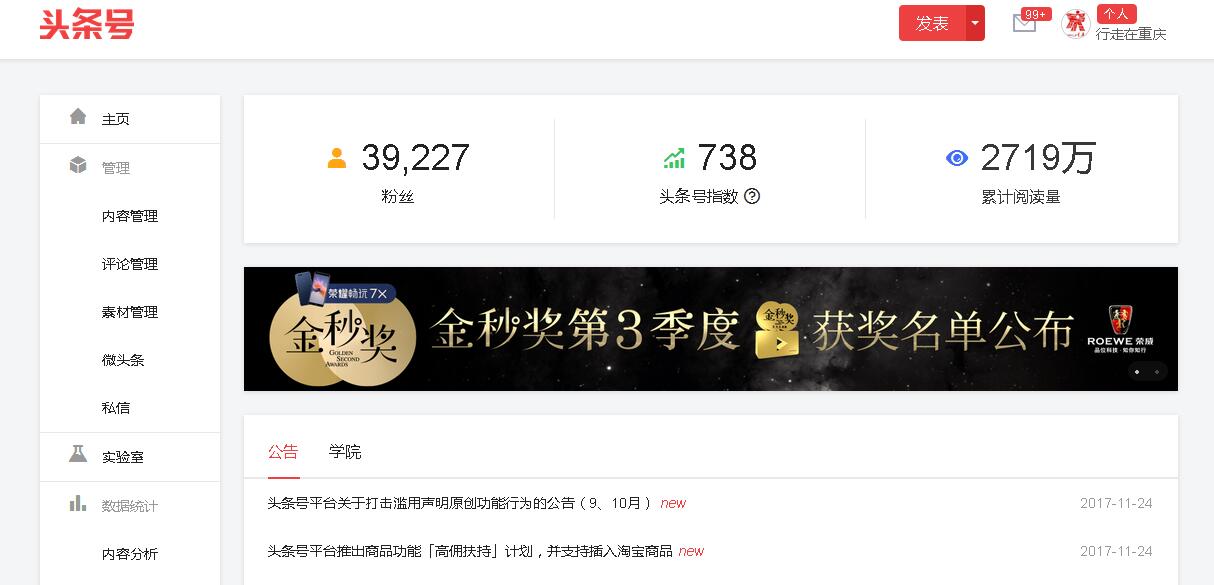 头条号
发表
99+
个人
行走在重庆
主页
管理
内容管理
评论管理
素材管理
微头条
私信
实验室
数据统计
内容分析
39,227
粉丝
738
头条号指数
2719万
累计阅读量
荣耀畅玩7X
金秒奖
GOLDEN
SECOND
AWARDS
金秒奖第3季度
金秒奖
获奖名单公布
ROEWE 荣威
品位科技·知你知行
公告
学院
头条号平台关于打击滥用声明原创功能行为的公告（9、10月） new
2017-11-24
头条号平台推出商品功能「高佣扶持」计划，并支持插入淘宝商品 new
2017-11-24